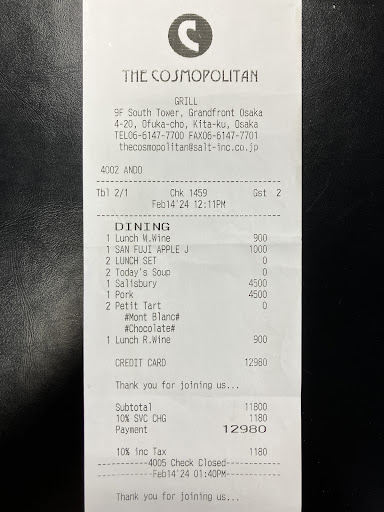 THE COSMOPOLITAN
GRILL
9F South Tower, Grandfront Osaka
4-20, Ofuka-cho, Kita-ku, Osaka
TEL06-6147-7700 FAX06-6147-7701
thecosmopolitan@salt-inc.co.jp
4002 ANDO
Tbl 2/1 Chk 1459 Gst 2
Feb14'24 12:11PM
DINING
1 Lunch W.Wine 900
1 SAN FUJI APPLE J 1000
2 LUNCH SET 0
2 Today's Soup 0
1 Salisbury 4500
1 Pork 4500
2 Petit Tart 0
#Mont Blanc#
#Chocolate#
1 Lunch R.Wine 900
CREDIT CARD 12980
Thank you for joining us...
Subtotal 11800
10% SVC CHG 1180
Payment 12980
10% inc Tax 1180
4005 Check Closed
Feb14'24 01:40PM
Thank you for joining us...